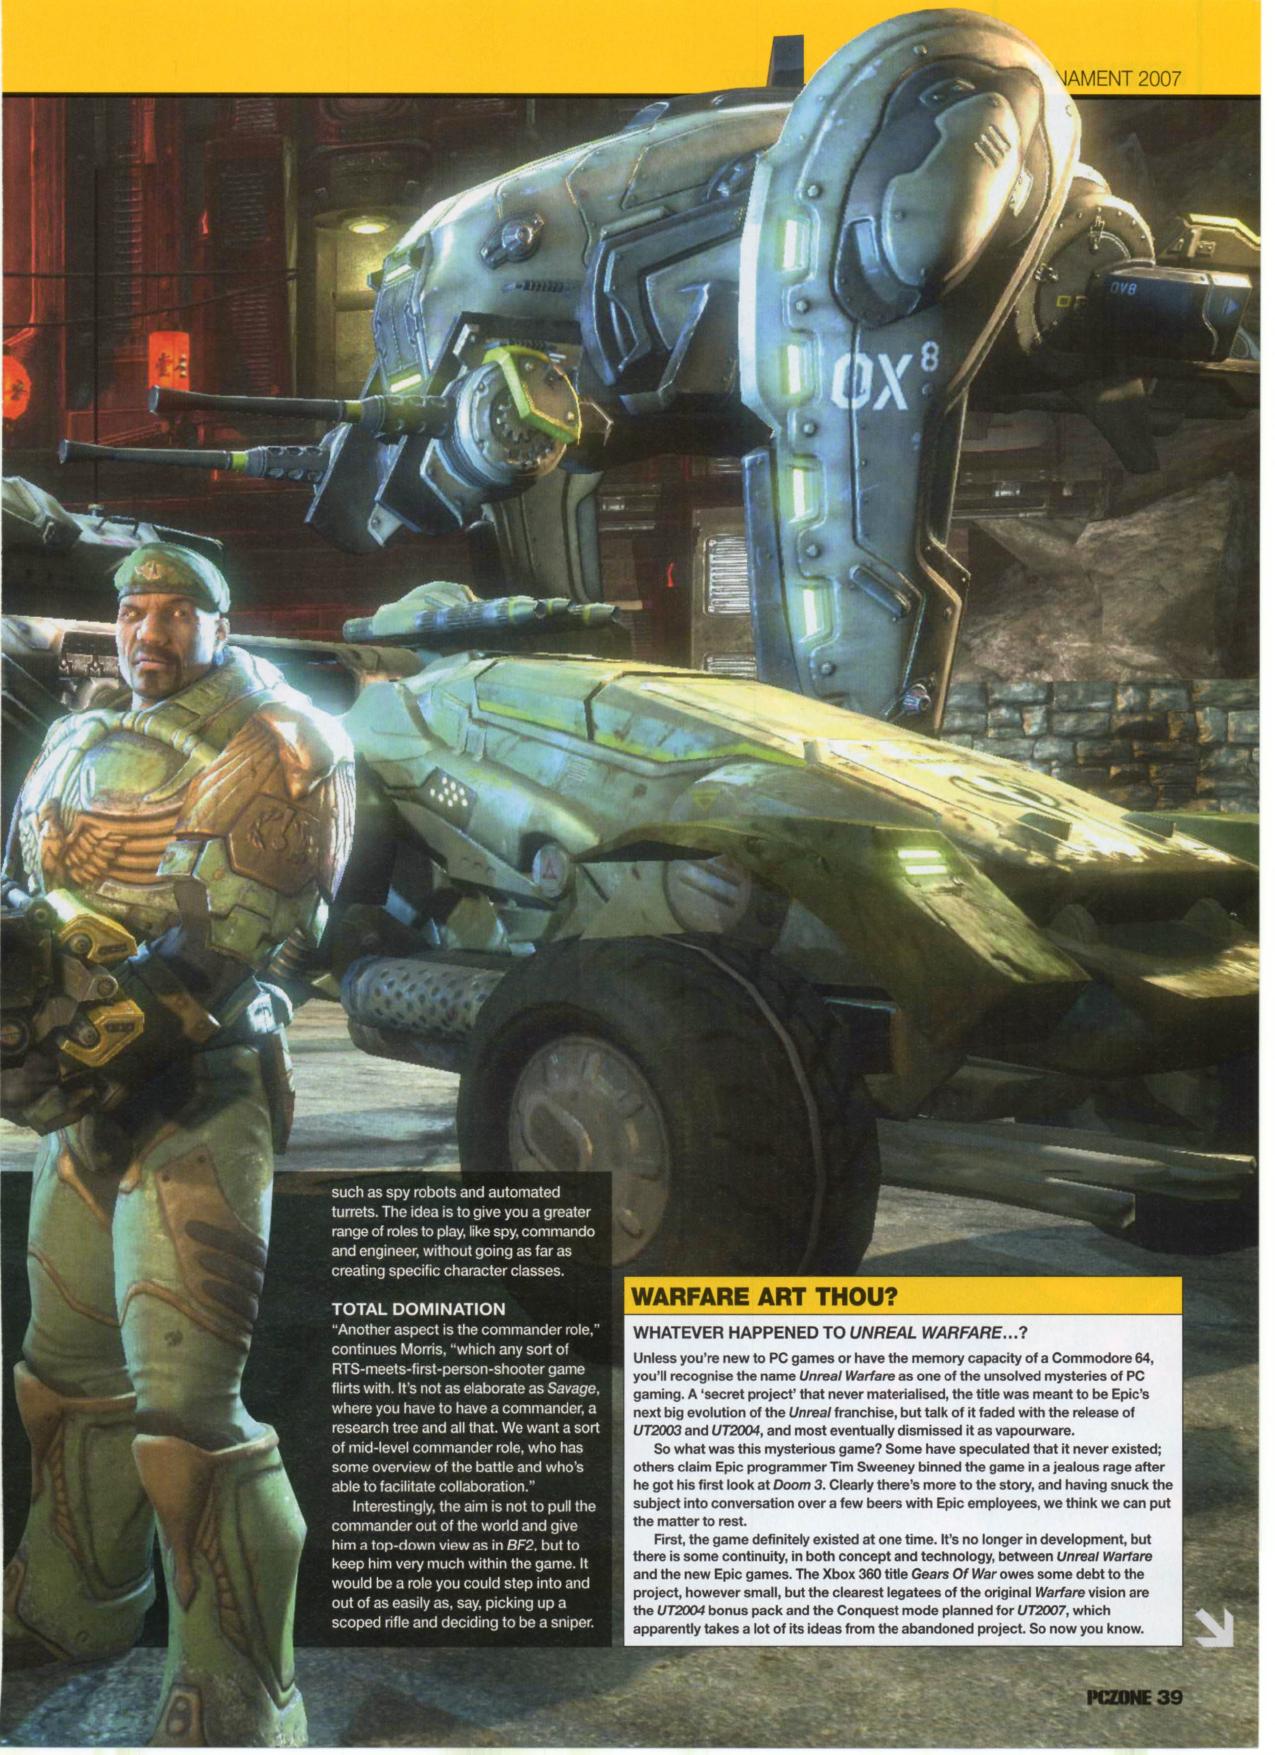 NAMENT 2007
OV8
OX8
such as spy robots and automated
turrets. The idea is to give you a greater
range of roles to play, like spy, commando
and engineer, without going as far as
creating specific character classes.
TOTAL DOMINATION
“Another aspect is the commander role,”
continues Morris, “which any sort of
RTS-meets-first-person-shooter game
flirts with. It’s not as elaborate as Savage,
where you have to have a commander, a
research tree and all that. We want a sort
of mid-level commander role, who has
some overview of the battle and who’s
able to facilitate collaboration.”
Interestingly, the aim is not to pull the
commander out of the world and give
him a top-down view as in BF2, but to
keep him very much within the game. It
would be a role you could step into and
out of as easily as, say, picking up a
scoped rifle and deciding to be a sniper.
WARFARE ART THOU?
WHATEVER HAPPENED TO UNREAL WARFARE...?
Unless you’re new to PC games or have the memory capacity of a Commodore 64,
you’ll recognise the name Unreal Warfare as one of the unsolved mysteries of PC
gaming. A ‘secret project’ that never materialised, the title was meant to be Epic’s
next big evolution of the Unreal franchise, but talk of it faded with the release of
UT2003 and UT2004, and most eventually dismissed it as vapourware.
So what was this mysterious game? Some have speculated that it never existed;
others claim Epic programmer Tim Sweeney binned the game in a jealous rage after
he got his first look at Doom 3. Clearly there’s more to the story, and having snuck the
subject into conversation over a few beers with Epic employees, we think we can put
the matter to rest.
First, the game definitely existed at one time. It’s no longer in development, but
there is some continuity, in both concept and technology, between Unreal Warfare
and the new Epic games. The Xbox 360 title Gears Of War owes some debt to the
project, however small, but the clearest legatees of the original Warfare vision are
the UT2004 bonus pack and the Conquest mode planned for UT2007, which
apparently takes a lot of its ideas from the abandoned project. So now you know.
PCZONE 39